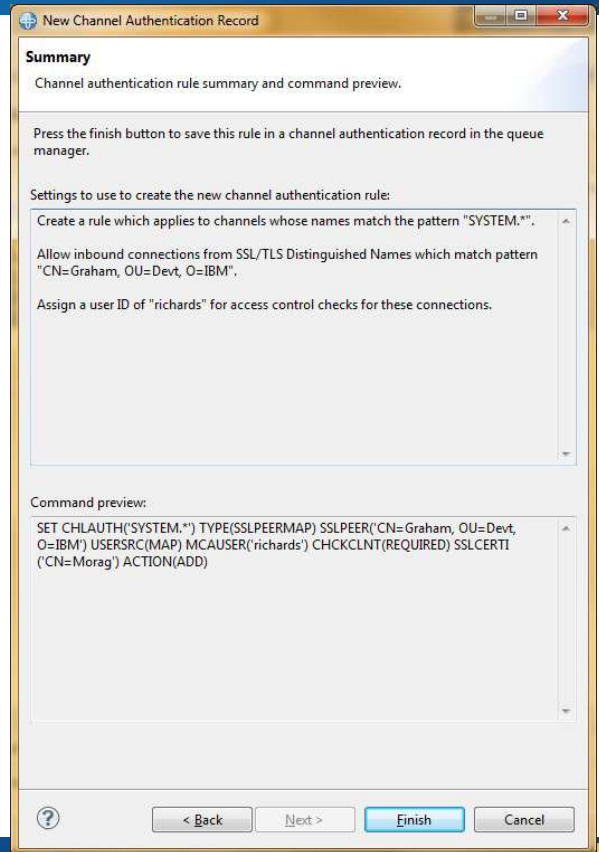 New Channel Authentication Record
Summary
Channel authentication rule summary and command preview.
Press the finish button to save this rule in a channel authentication record in the queue
manager.
Settings to use to create the new channel authentication rule:
Create a rule which applies to channels whose names match the pattern "SYSTEM.*".
Allow inbound connections from SSL/TLS Distinguished Names which match pattern
"CN=Graham, OU=Devt, O=IBM".
Assign a user ID of "richards" for access control checks for these connections.
Command preview:
SET CHLAUTH('SYSTEM.*') TYPE(SSLPEERMAP) SSLPEER('CN=Graham, OU=Devt,
O=IBM') USERSRC(MAP) MCAUSER('richards') CHCKCLNT(REQUIRED) SSLCERTI
('CN=Morag') ACTION(ADD)
?
< Back
Next >
Finish
Cancel